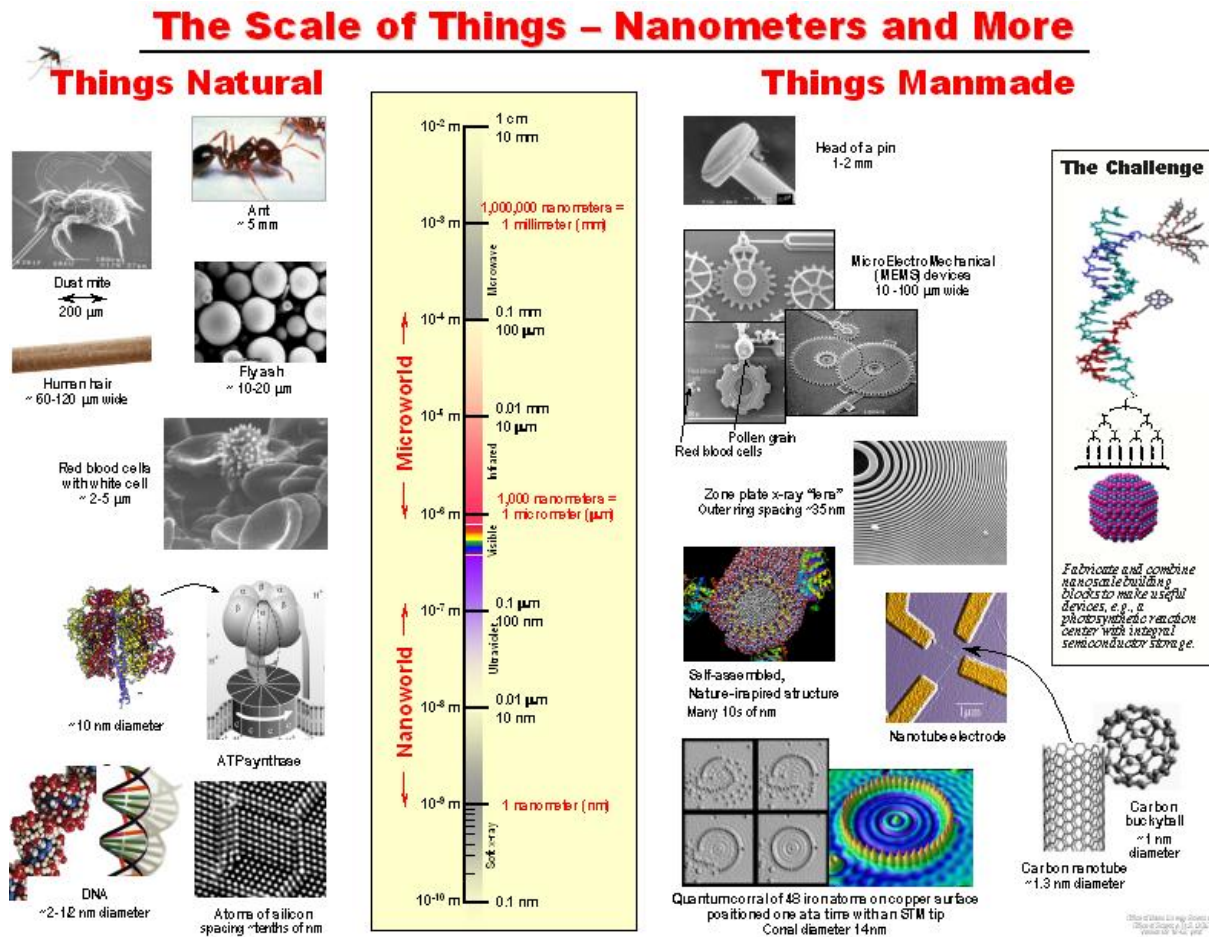 The Scale of Things – Nanometers and More
Things Natural
Things Manmade
Ant
~ 5 mm
Dust mite
200 µm
Human hair
~ 60-120 µm wide
Fly ash
~ 10-20 µm
Red blood cells
with white cell
~ 2-5 µm
~10 nm diameter
ATP synthase
DNA
~2-1/2 nm diameter
Atoms of silicon
spacing ~tenths of nm
10⁻² m
1 cm
10 mm
1,000,000 nanometers =
10⁻³ m
1 millimeter (mm)
Microwave
10⁻⁴ m
0.1 mm
100 µm
Microworld
10⁻⁴ m
0.01 mm
10 µm
Infrared
1,000 nanometers =
10⁻⁶ m
1 micrometer (µm)
Visible
10⁻⁷ m
0.1 µm
100 nm
Ultraviolet
Nanoworld
10⁻⁸ m
0.01 µm
10 nm
10⁻⁹ m
1 nanometer (nm)
Soft x-ray
10⁻¹⁰ m
0.1 nm
Head of a pin
1-2 mm
MicroElectroMechanical
(MEMS) devices
10 -100 µm wide
Pollen grain
Red blood cells
Zone plate x-ray "lens"
Outer ring spacing ~35 nm
Self-assembled,
Nature-inspired structure
Many 10s of nm
1µm
Nanotube electrode
Carbon
buckyball
~1 nm
diameter
Carbon nanotube
~1.3 nm diameter
Quantum corral of 48 iron atoms on copper surface
positioned one at a time with an STM tip
Corral diameter 14 nm
The Challenge
Fabricate and combine
nanoscale building
blocks to make useful
devices, e.g., a
photosynthetic reaction
center with integral
semiconductor storage.